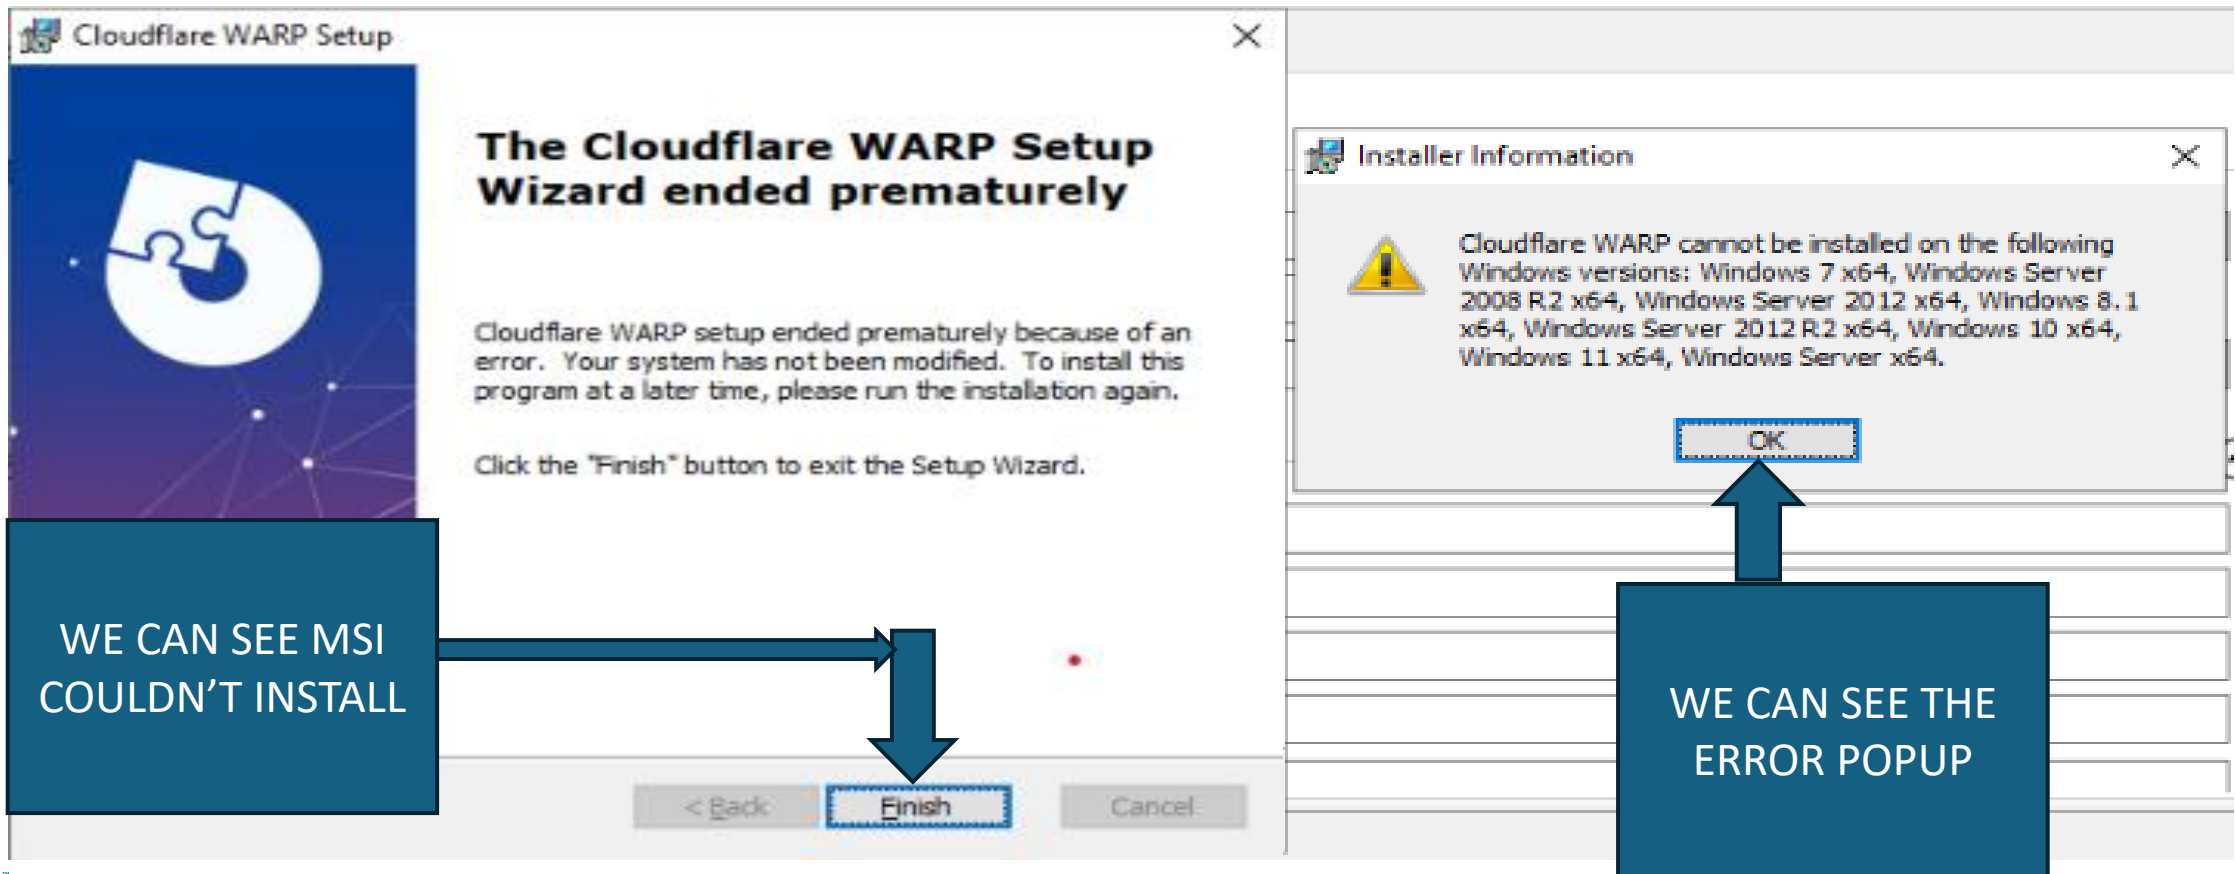 Cloudflare WARP Setup
The Cloudflare WARP Setup
Wizard ended prematurely
Cloudflare WARP setup ended prematurely because of an
error. Your system has not been modified. To install this
program at a later time, please run the installation again.
Click the "Finish" button to exit the Setup Wizard.
WE CAN SEE MSI
COULDN'T INSTALL
< Back
Finish
Cancel
Installer Information
Cloudflare WARP cannot be installed on the following
Windows versions: Windows 7 x64, Windows Server
2008 R2 x64, Windows Server 2012 x64, Windows 8.1
x64, Windows Server 2012 R2 x64, Windows 10 x64,
Windows 11 x64, Windows Server x64.
OK
WE CAN SEE THE
ERROR POPUP